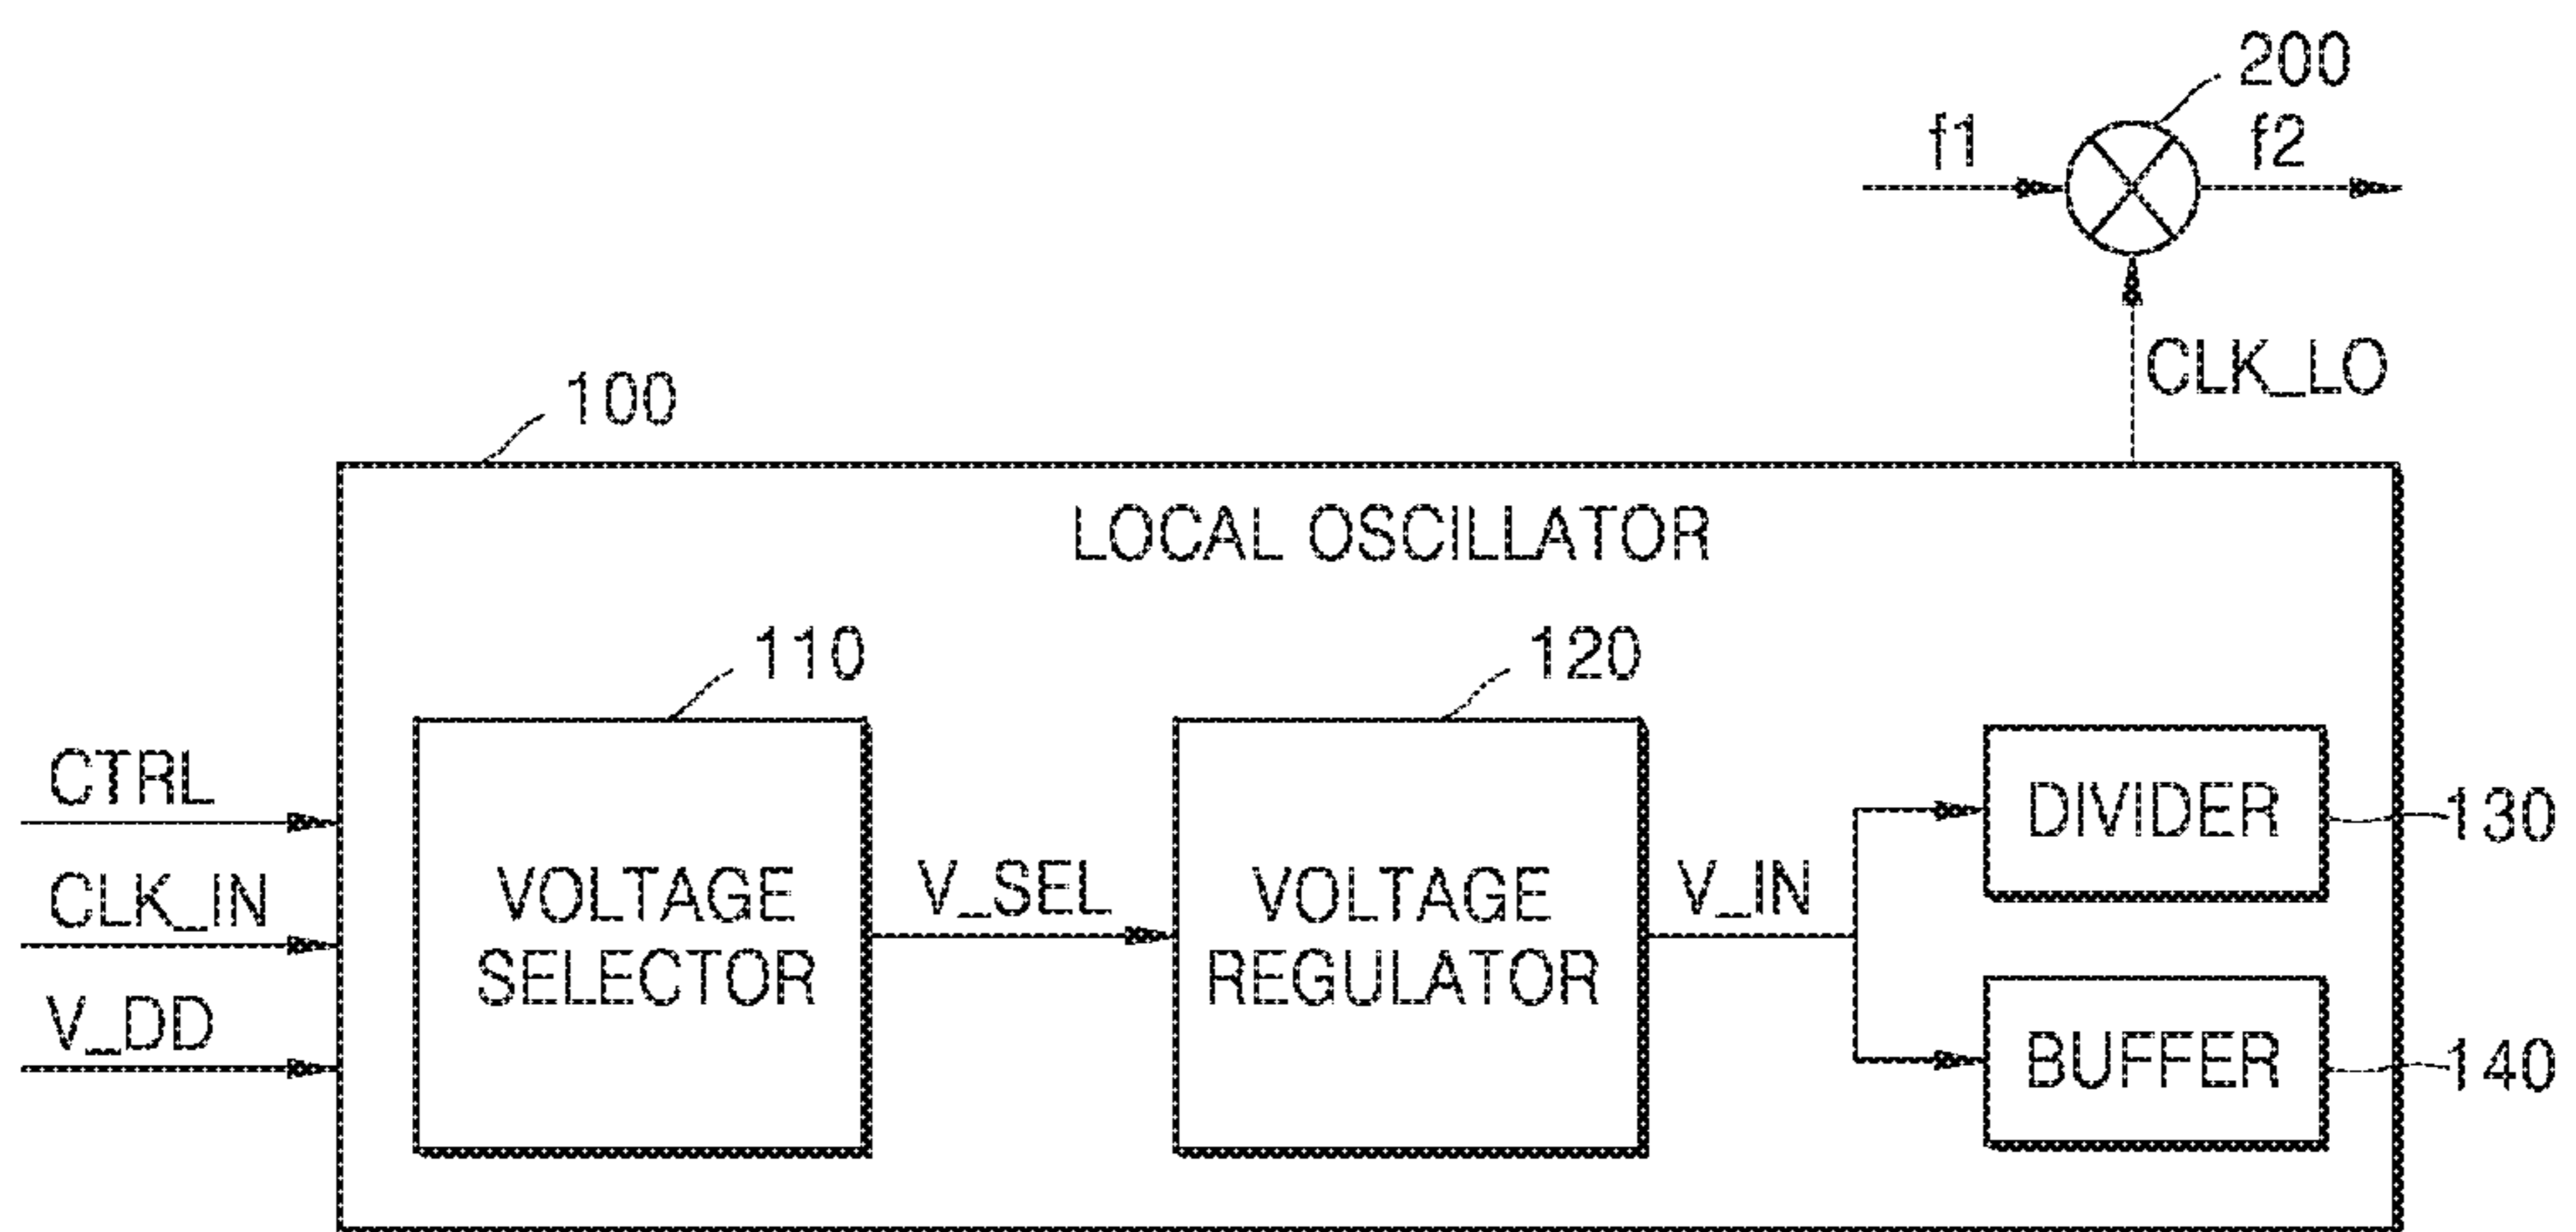 200
f1
f2
CLK_LO
100
LOCAL OSCILLATOR
110
120
CTRL
CLK_IN
V_DD
VOLTAGE
SELECTOR
V_SEL
VOLTAGE
REGULATOR
V_IN
DIVIDER
130
BUFFER
140